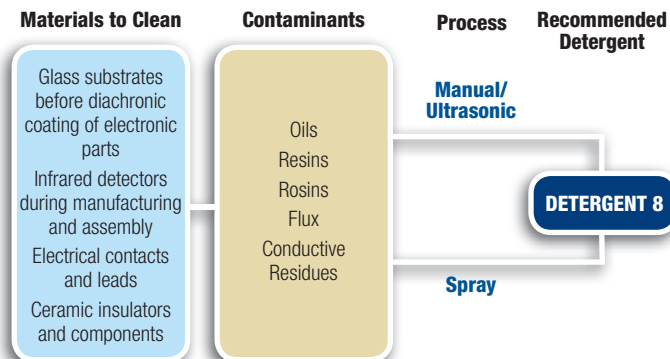 Materials to Clean
Contaminants
Process
Recommended
Detergent
Glass substrates
before diachronic
coating of electronic
parts
Infrared detectors
during manufacturing
and assembly
Electrical contacts
and leads
Ceramic insulators
and components
Oils
Resins
Rosins
Flux
Conductive
Residues
Manual/
Ultrasonic
Spray
DETERGENT 8